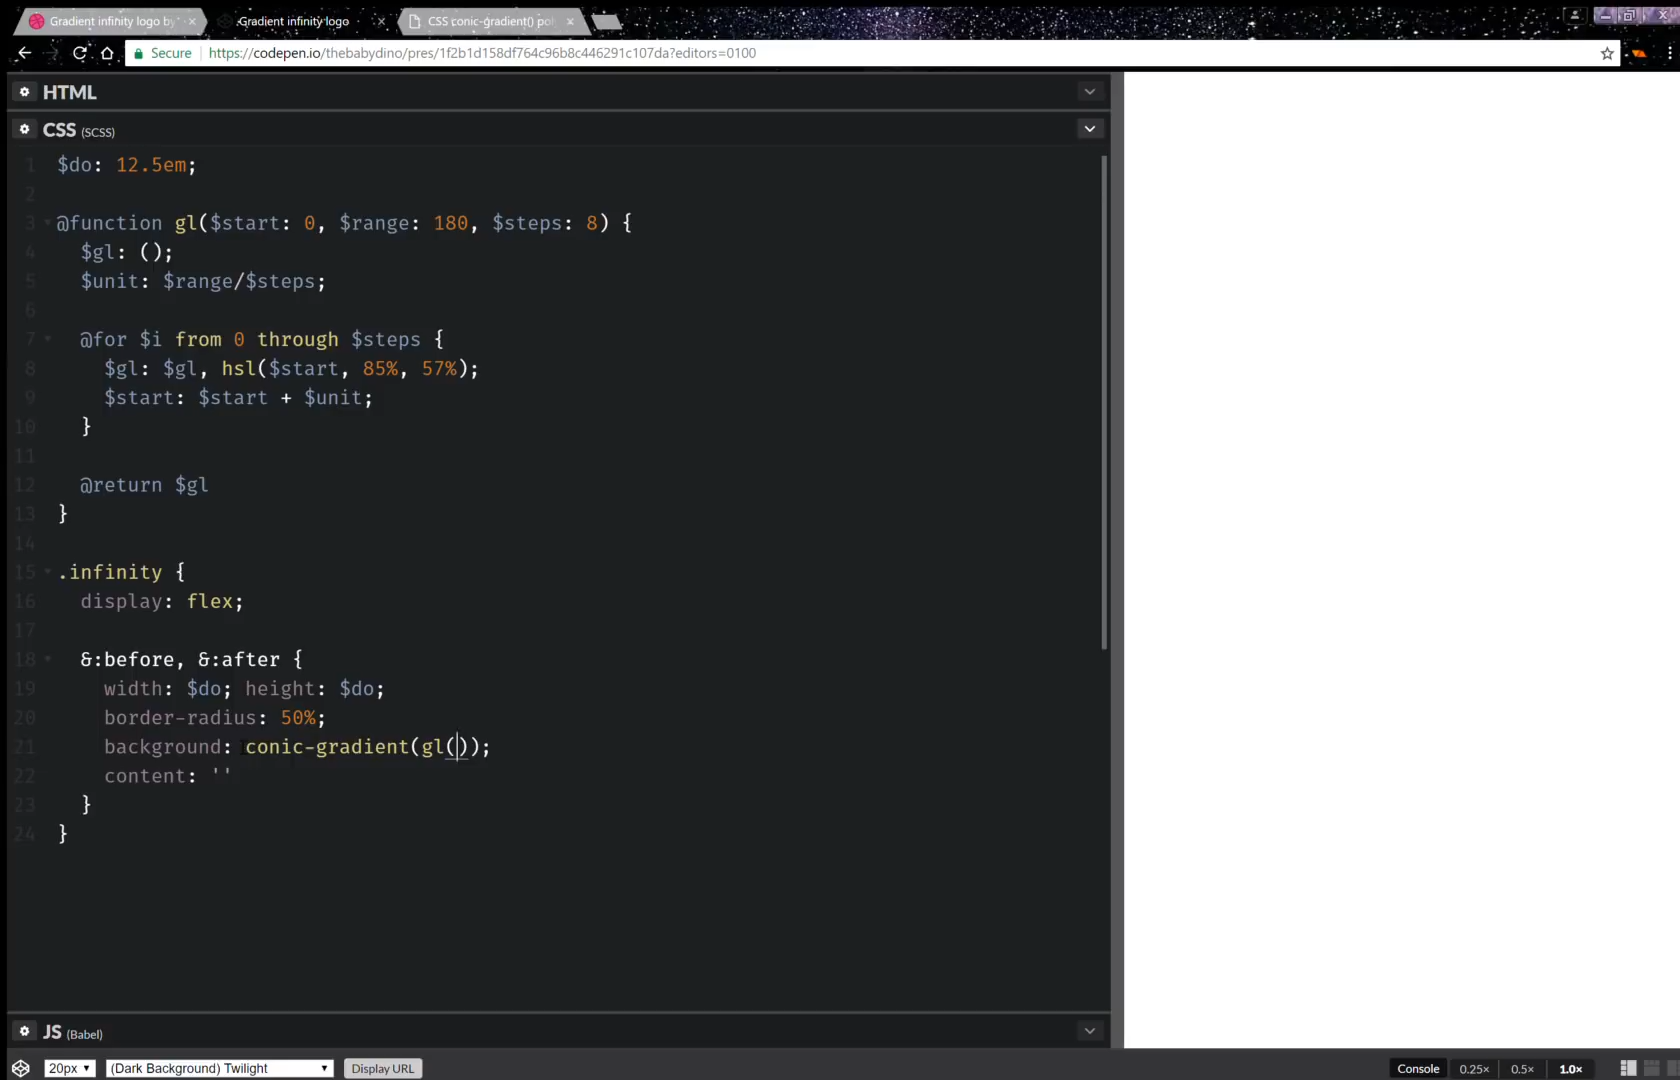 Gradient infinity logo by
Gradient infinity logo
CSS conic-gradient() pol
Secure
https://codepen.io/thebabydino/pres/1f2b1d158df764c96b8c446291c107da?editors=0100
HTML
CSS (SCSS)
1 $do: 12.5em;
2
3 @function gl($start: 0, $range: 180, $steps: 8) {
4 $gl: ();
5 $unit: $range/$steps;
6
7 @for $i from 0 through $steps {
8 $gl: $gl, hsl($start, 85%, 57%);
9 $start: $start + $unit;
10 }
11
12 @return $gl
13 }
14
15 .infinity {
16 display: flex;
17
18 &:before, &:after {
19 width: $do; height: $do;
20 border-radius: 50%;
21 background: conic-gradient(gl());
22 content: ''
23 }
24 }
JS (Babel)
20px
(Dark Background) Twilight
Display URL
Console
0.25×
0.5×
1.0×